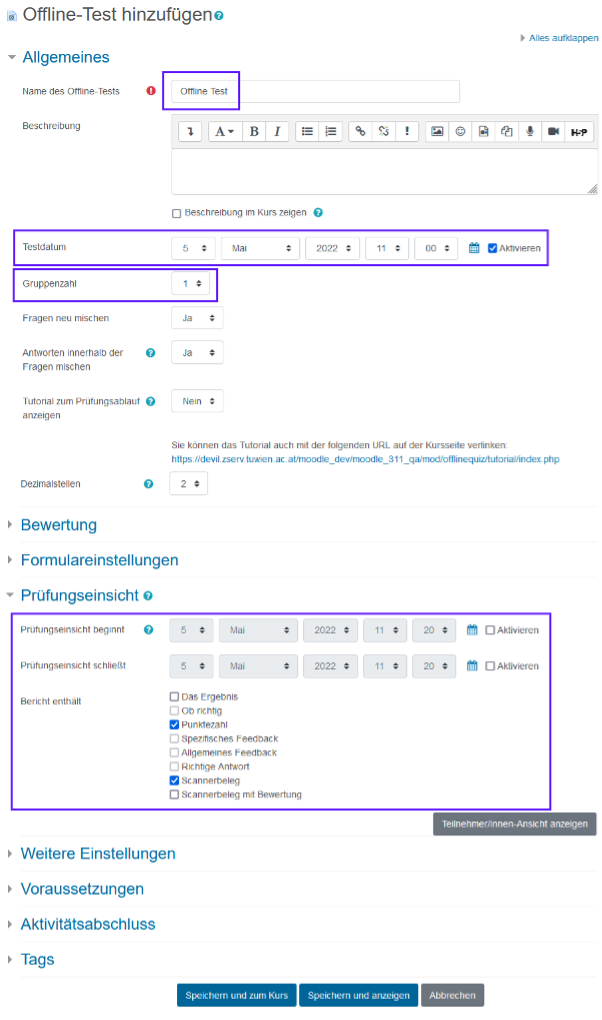 Offline-Test hinzufügen
Alles aufklappen
Allgemeines
Name des Offline-Tests
Offline Test
Beschreibung
A B I H-P
Beschreibung im Kurs zeigen
Testdatum 5 Mai 2022 11 00 Aktivieren
Gruppenzahl 1
Fragen neu mischen Ja
Antworten innerhalb der Ja
Fragen mischen
Tutorial zum Prüfungsablauf Nein
anzeigen
Sie können das Tutorial auch mit der folgenden URL auf der Kursseite verlinken:
https://devil.zserv.tuwien.ac.at/moodle_dev/moodle_311_qa/mod/offlinequiz/tutorial/index.php
Dezimalstellen 2
Bewertung
Formulareinstellungen
Prüfungseinsicht
Prüfungseinsicht beginnt 5 Mai 2022 11 20 Aktivieren
Prüfungseinsicht schließt 5 Mai 2022 11 20 Aktivieren
Bericht enthält
Das Ergebnis
Ob richtig
Punktezahl
Spezifisches Feedback
Allgemeines Feedback
Richtige Antwort
Scannerbeleg
Scannerbeleg mit Bewertung
Teilnehmer/innen-Ansicht anzeigen
Weitere Einstellungen
Voraussetzungen
Aktivitätsabschluss
Tags
Speichern und zum Kurs Speichern und anzeigen Abbrechen